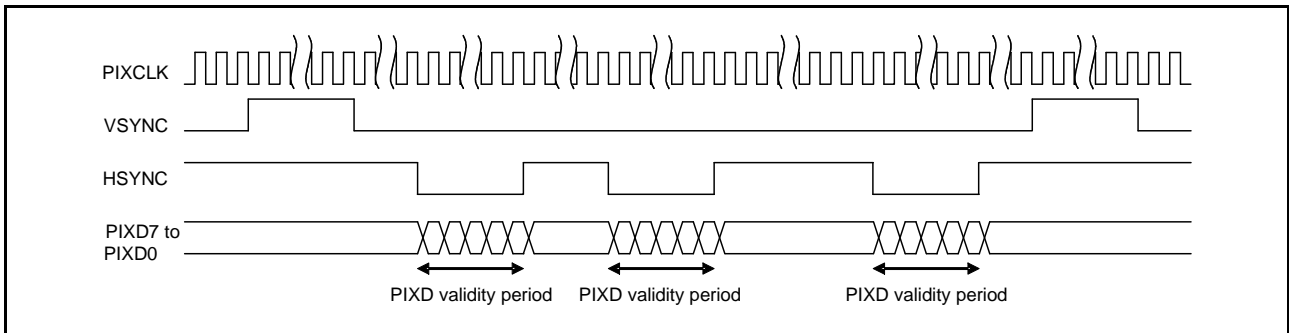 PIXCLK
VSYNC
HSYNC
PIXD7 to
PIXD0
PIXD validity period
PIXD validity period
PIXD validity period